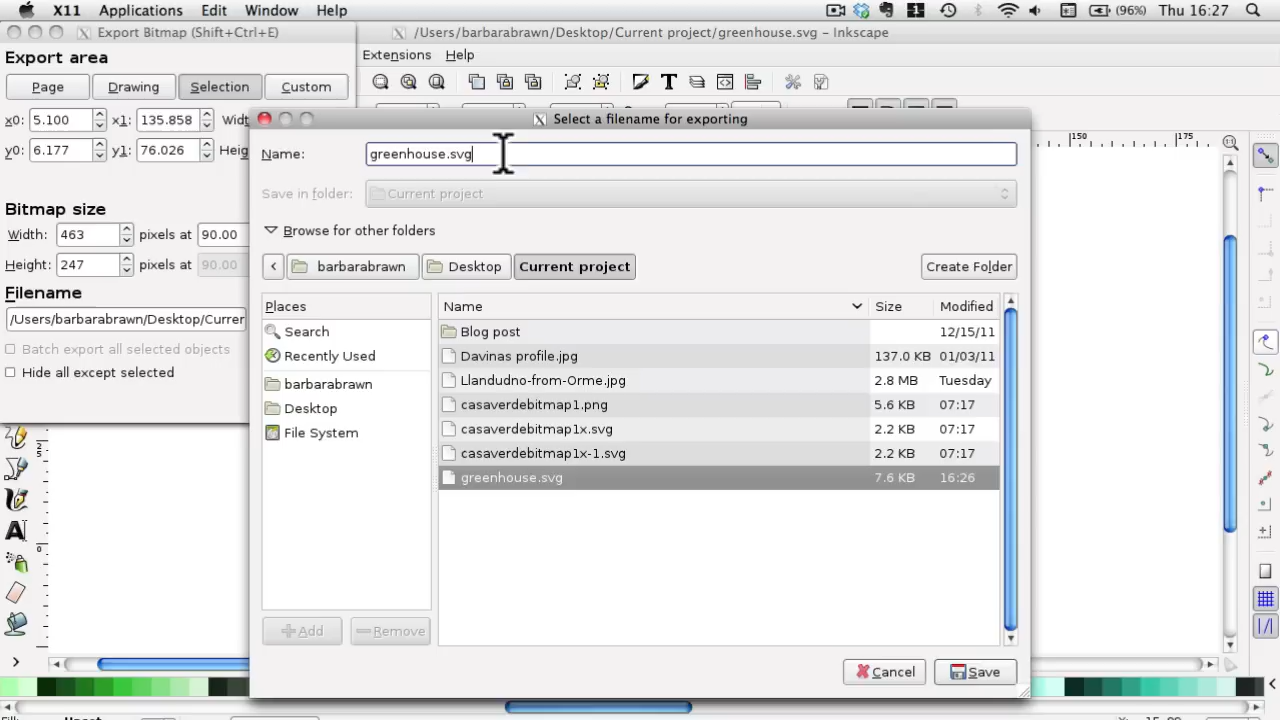 X11 Applications Edit Window Help
1 (96%) Thu 16:27
Export Bitmap (Shift+Ctrl+E)
/Users/barbarabrawn/Desktop/Current project/greenhouse.svg – Inkscape
Export area
Extensions Help
Page Drawing Selection Custom
x0: 5.100 x1: 135.858 Widt
y0: 6.177 y1: 76.026 Heig
150 175
Bitmap size
Width: 463 pixels at 90.00
Height: 247 pixels at 90.00
Filename
/Users/barbarabrawn/Desktop/Currer
Batch export all selected objects
Hide all except selected
Select a filename for exporting
Name: greenhouse.svg
Save in folder: Current project
Browse for other folders
barbarabrawn Desktop Current project Create Folder
Places
Search
Recently Used
barbarabrawn
Desktop
File System
Name Size Modified
Blog post 12/15/11
Davinas profile.jpg 137.0 KB 01/03/11
Llandudno-from-Orme.jpg 2.8 MB Tuesday
casaverdebitmap1.png 5.6 KB 07:17
casaverdebitmap1x.svg 2.2 KB 07:17
casaverdebitmap1x-1.svg 2.2 KB 07:17
greenhouse.svg 7.6 KB 16:26
Add Remove
Cancel Save
25
0